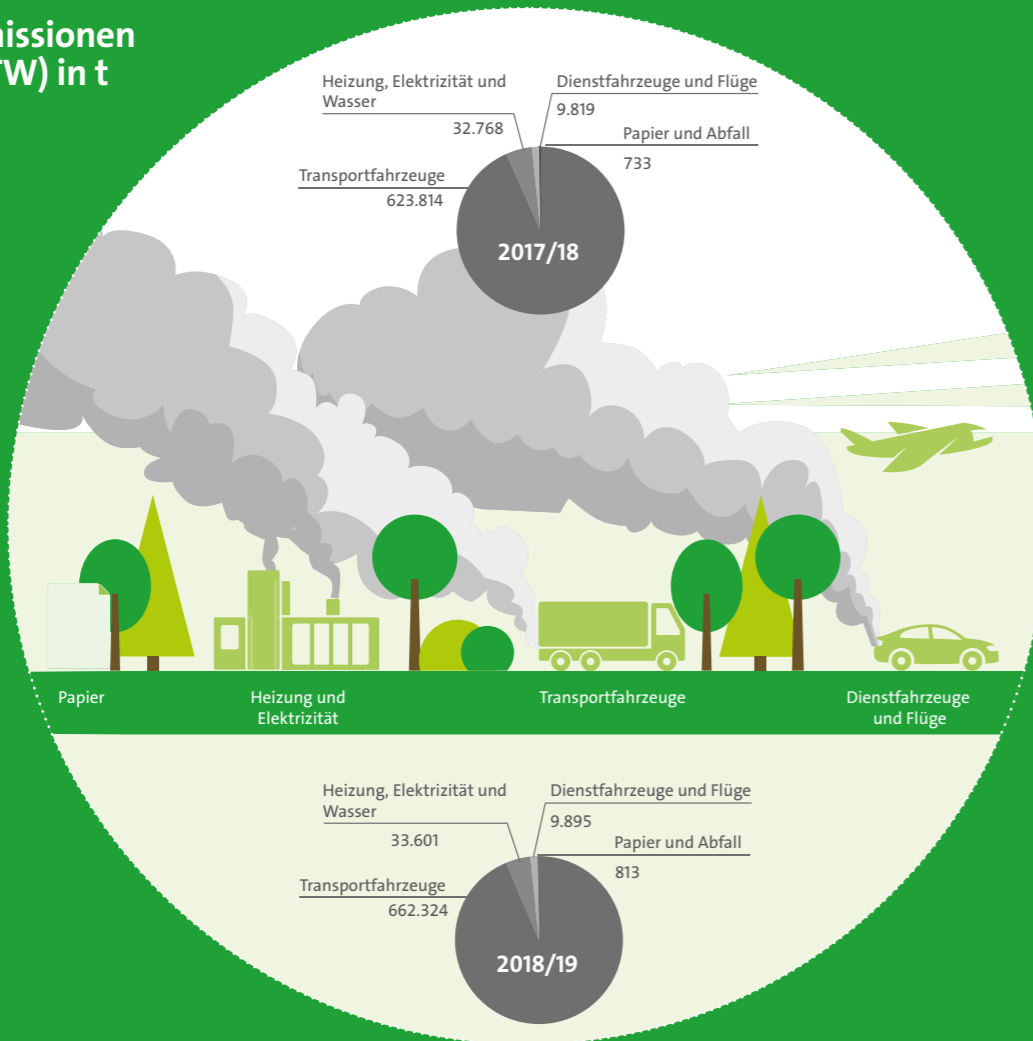 nissionen
TW) in t
Heizung, Elektrizität und
Wasser
32.768
Dienstfahrzeuge und Flüge
9.819
Papier und Abfall
733
Transportfahrzeuge
623.814
2017/18
Papier
Heizung und
Elektrizität
Transportfahrzeuge
Dienstfahrzeuge
und Flüge
Heizung, Elektrizität und
Wasser
33.601
Dienstfahrzeuge und Flüge
9.895
Papier und Abfall
813
Transportfahrzeuge
662.324
2018/19